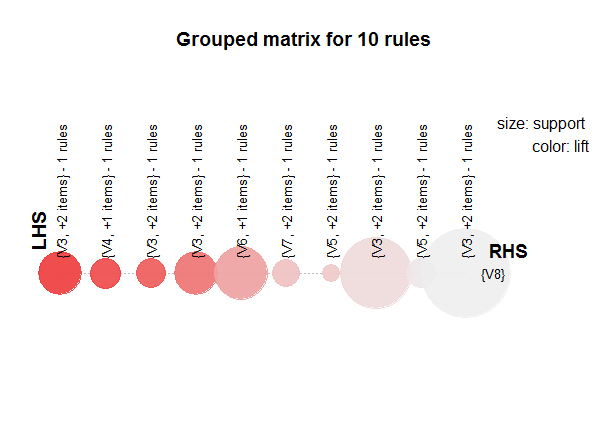 Grouped matrix for 10 rules
size: support
color: lift
LHS
{V3, +2 items} - 1 rules
{V4, +1 items} - 1 rules
{V3, +2 items} - 1 rules
{V3, +2 items} - 1 rules
{V6, +1 items} - 1 rules
{V7, +2 items} - 1 rules
{V5, +2 items} - 1 rules
{V3, +2 items} - 1 rules
{V5, +2 items} - 1 rules
{V3, +2 items} - 1 rules
RHS
{V8}